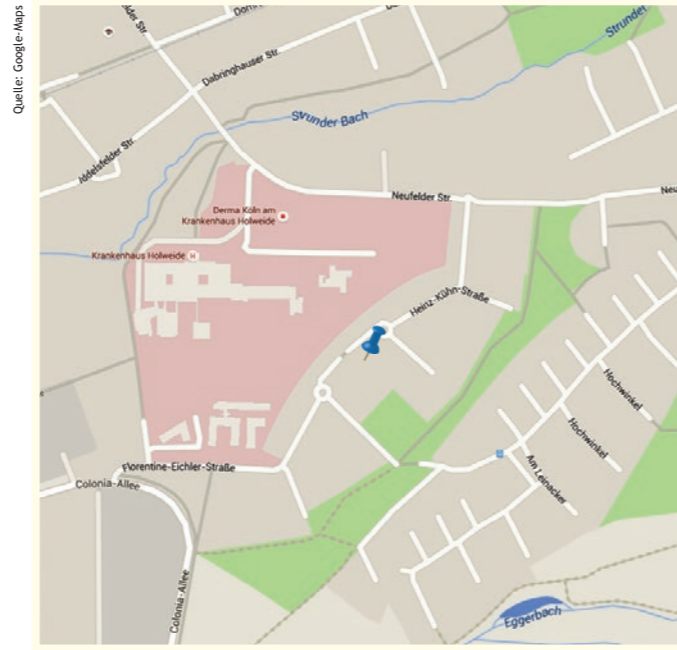 Quelle: Google-Maps
Strunder
Dabringhauser Str
Strunder Bach
Iddelsfelder Str
Neufelder Str.
Derma Köln am
Krankenhaus Holweide
Krankenhaus Holweide
H
Heinz-Kühn-Straße
Hochwinkel
Hochwinkel
Am Leinacker
Florentine-Eichler-Straße
Colonia-Allee
Colonia-Allee
Eggerbach